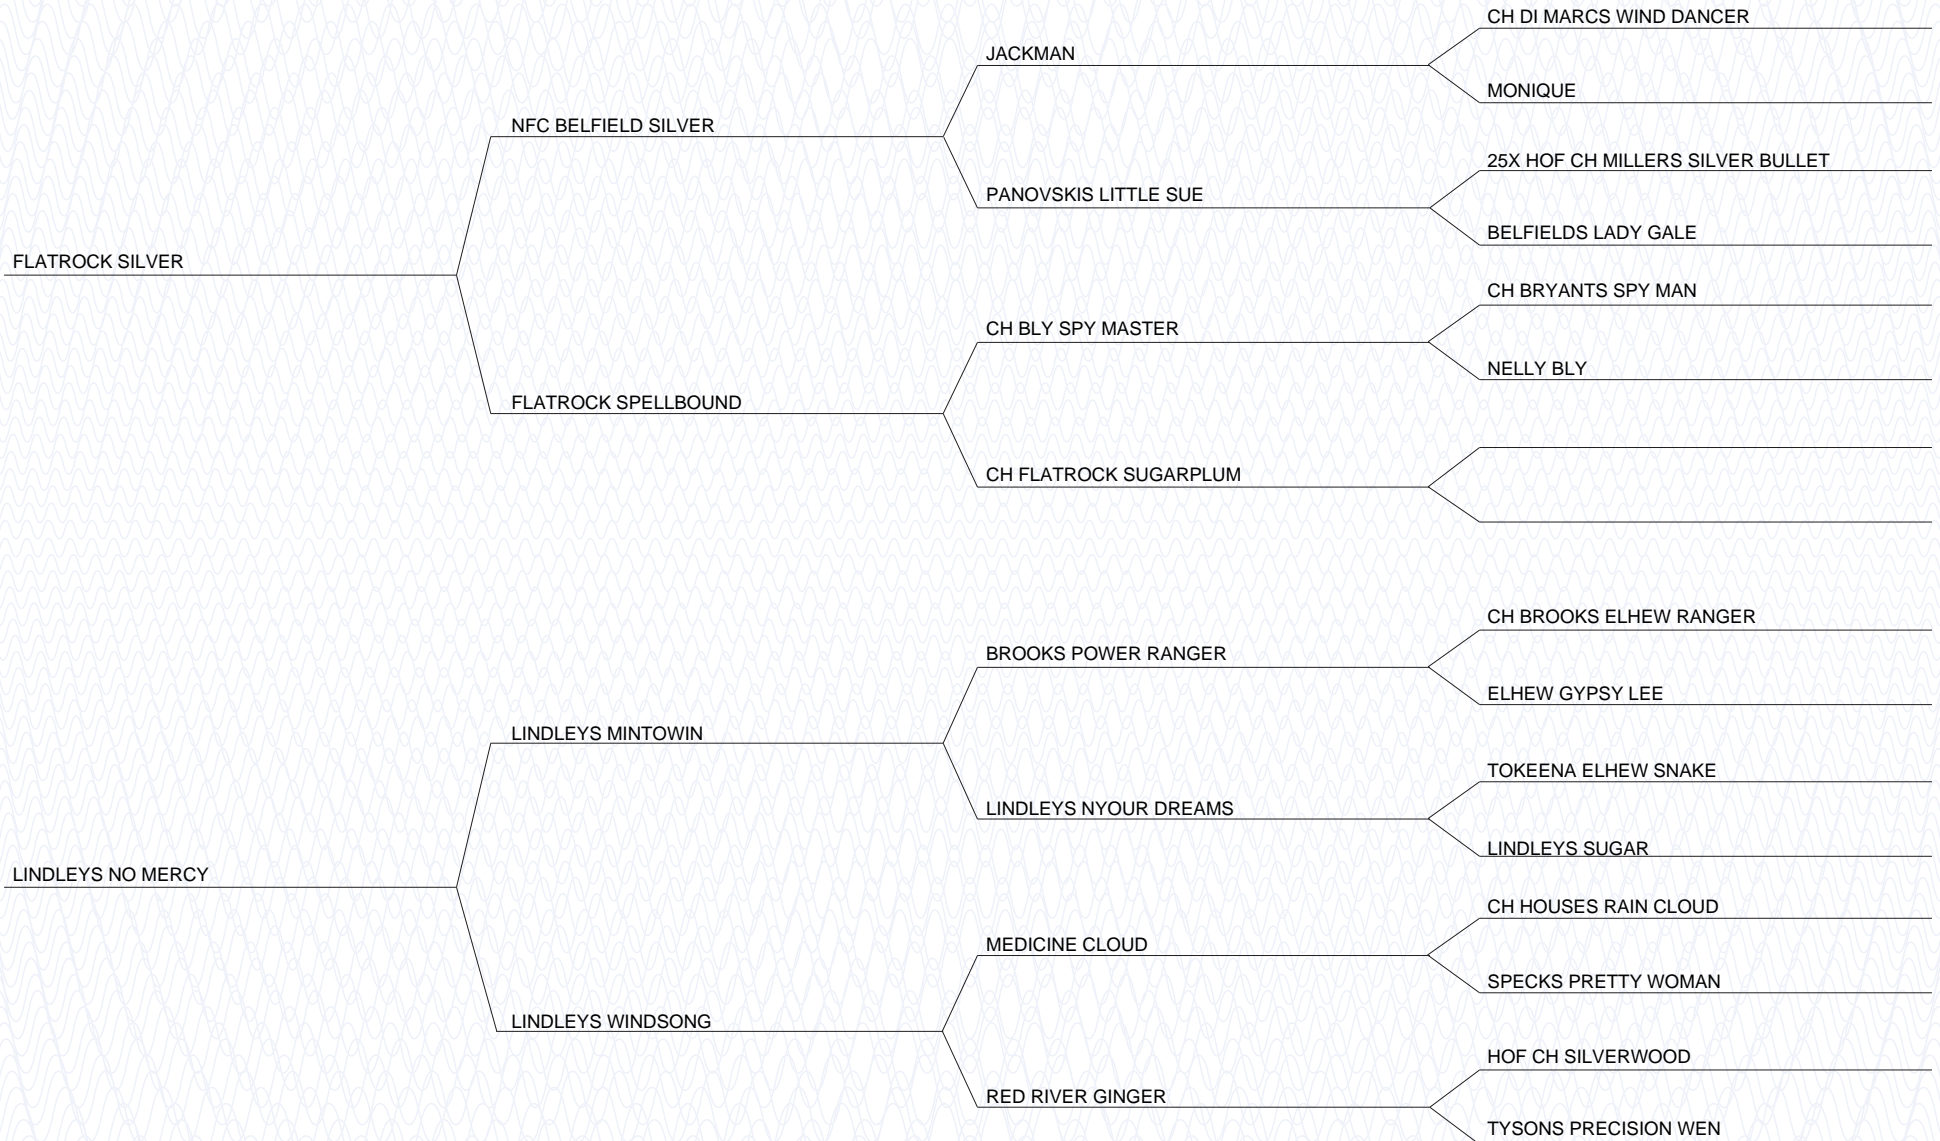 CH DI MARCS WIND DANCER
JACKMAN
MONIQUE
NFC BELFIELD SILVER
25X HOF CH MILLERS SILVER BULLET
PANOVSKIS LITTLE SUE
BELFIELDS LADY GALE
FLATROCK SILVER
CH BRYANTS SPY MAN
CH BLY SPY MASTER
NELLY BLY
FLATROCK SPELLBOUND
CH FLATROCK SUGARPLUM
CH BROOKS ELHEW RANGER
BROOKS POWER RANGER
ELHEW GYPSY LEE
LINDLEYS MINTOWIN
TOKEENA ELHEW SNAKE
LINDLEYS NYOUR DREAMS
LINDLEYS SUGAR
LINDLEYS NO MERCY
CH HOUSES RAIN CLOUD
MEDICINE CLOUD
SPECKS PRETTY WOMAN
LINDLEYS WINDSONG
HOF CH SILVERWOOD
RED RIVER GINGER
TYSONS PRECISION WEN